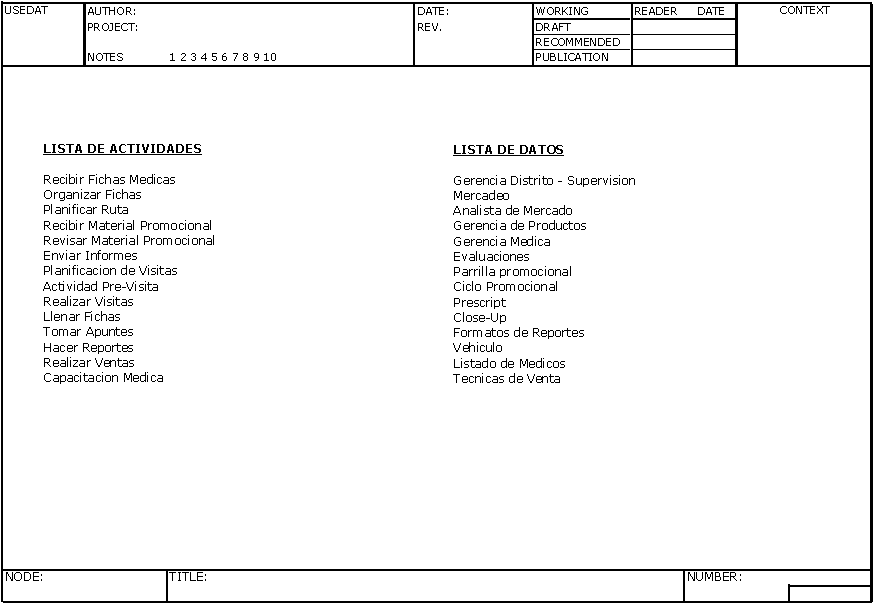 USEDAT
AUTHOR:
PROJECT:
NOTES 1 2 3 4 5 6 7 8 9 10
DATE:
REV.
WORKING
DRAFT
RECOMMENDED
PUBLICATION
READER DATE
CONTEXT
LISTA DE ACTIVIDADES
Recibir Fichas Medicas
Organizar Fichas
Planificar Ruta
Recibir Material Promocional
Revisar Material Promocional
Enviar Informes
Planificacion de Visitas
Actividad Pre-Visita
Realizar Visitas
Llenar Fichas
Tomar Apuntes
Hacer Reportes
Realizar Ventas
Capacitacion Medica
LISTA DE DATOS
Gerencia Distrito - Supervision
Mercadeo
Analista de Mercado
Gerencia de Productos
Gerencia Medica
Evaluaciones
Parrilla promocional
Ciclo Promocional
Prescript
Close-Up
Formatos de Reportes
Vehiculo
Listado de Medicos
Tecnicas de Venta
NODE:
TITLE:
NUMBER: